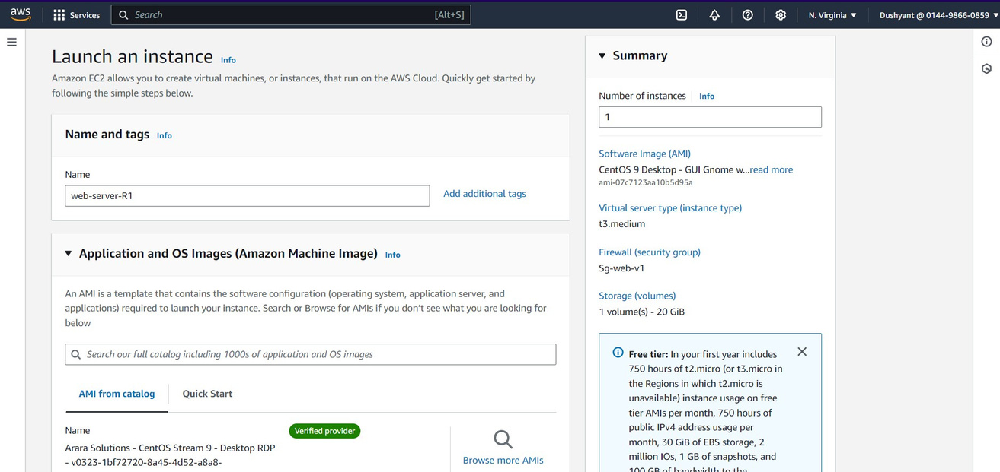 aws
Services
Search
[Alt+S]
N. Virginia
Dushyant @ 0144-9866-0859
Launch an instance Info
Amazon EC2 allows you to create virtual machines, or instances, that run on the AWS Cloud. Quickly get started by
following the simple steps below.
Name and tags Info
Name
web-server-R1
Add additional tags
Application and OS Images (Amazon Machine Image) Info
An AMI is a template that contains the software configuration (operating system, application server, and
applications) required to launch your instance. Search or Browse for AMIs if you don't see what you are looking for
below
Search our full catalog including 1000s of application and OS images
AMI from catalog
Quick Start
Name
Verified provider
Arara Solutions - CentOS Stream 9 - Desktop RDP
- v0323-1bf72720-8a45-4d52-a8a8-
Browse more AMIs
Summary
Number of instances Info
1
Software Image (AMI)
CentOS 9 Desktop - GUI Gnome w...read more
ami-07c7123aa10b5d95a
Virtual server type (instance type)
t3.medium
Firewall (security group)
Sg-web-v1
Storage (volumes)
1 volume(s) - 20 GiB
Free tier: In your first year includes
750 hours of t2.micro (or t3.micro in
the Regions in which t2.micro is
unavailable) instance usage on free
tier AMIs per month, 750 hours of
public IPv4 address usage per
month, 30 GiB of EBS storage, 2
million IOs, 1 GB of snapshots, and
100 GB of bandwidth to the